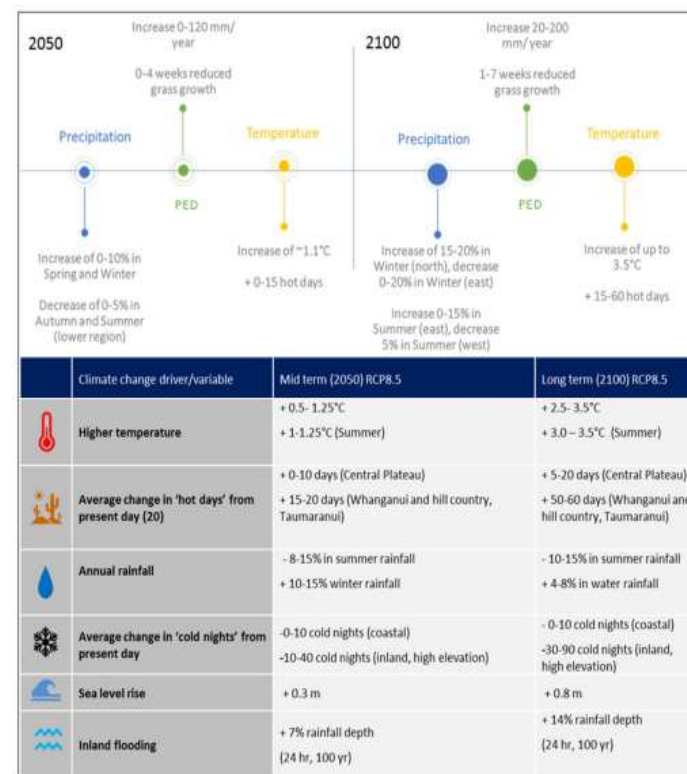 2050
Increase 0-120 mm/
year
0-4 weeks reduced
grass growth
Precipitation
Temperature
PED
Increase of 0-10% in
Spring and Winter
Decrease of 0-5% in
Autumn and Summer
(lower region)
Increase of ~1.1°C
+ 0-15 hot days
2100
Increase 20-200
mm/year
1-7 weeks reduced
grass growth
Precipitation
Temperature
PED
Increase of 15-20% in
Winter (north), decrease
0-20% in Winter (east)
Increase 0-15% in
Summer (east), decrease
5% in Summer (west)
Increase of up to
3.5°C
+ 15-60 hot days
Climate change driver/variable
Mid term (2050) RCP8.5
Long term (2100) RCP8.5
Higher temperature
+ 0.5- 1.25°C
+ 1-1.25°C (Summer)
+ 2.5- 3.5°C
+ 3.0 – 3.5°C (Summer)
Average change in 'hot days' from
present day (20)
+ 0-10 days (Central Plateau)
+ 15-20 days (Whanganui and hill country,
Taumaranui)
+ 5-20 days (Central Plateau)
+ 50-60 days (Whanganui and
hill country, Taumaranui)
Annual rainfall
- 8-15% in summer rainfall
+ 10-15% winter rainfall
- 10-15% in summer rainfall
+ 4-8% in water rainfall
Average change in 'cold nights' from
present day
-0-10 cold nights (coastal)
-10-40 cold nights (inland, high elevation)
- 0-10 cold nights (coastal)
-30-90 cold nights (inland,
high elevation)
Sea level rise
+ 0.3 m
+ 0.8 m
Inland flooding
+ 7% rainfall depth
(24 hr, 100 yr)
+ 14% rainfall depth
(24 hr, 100 yr)